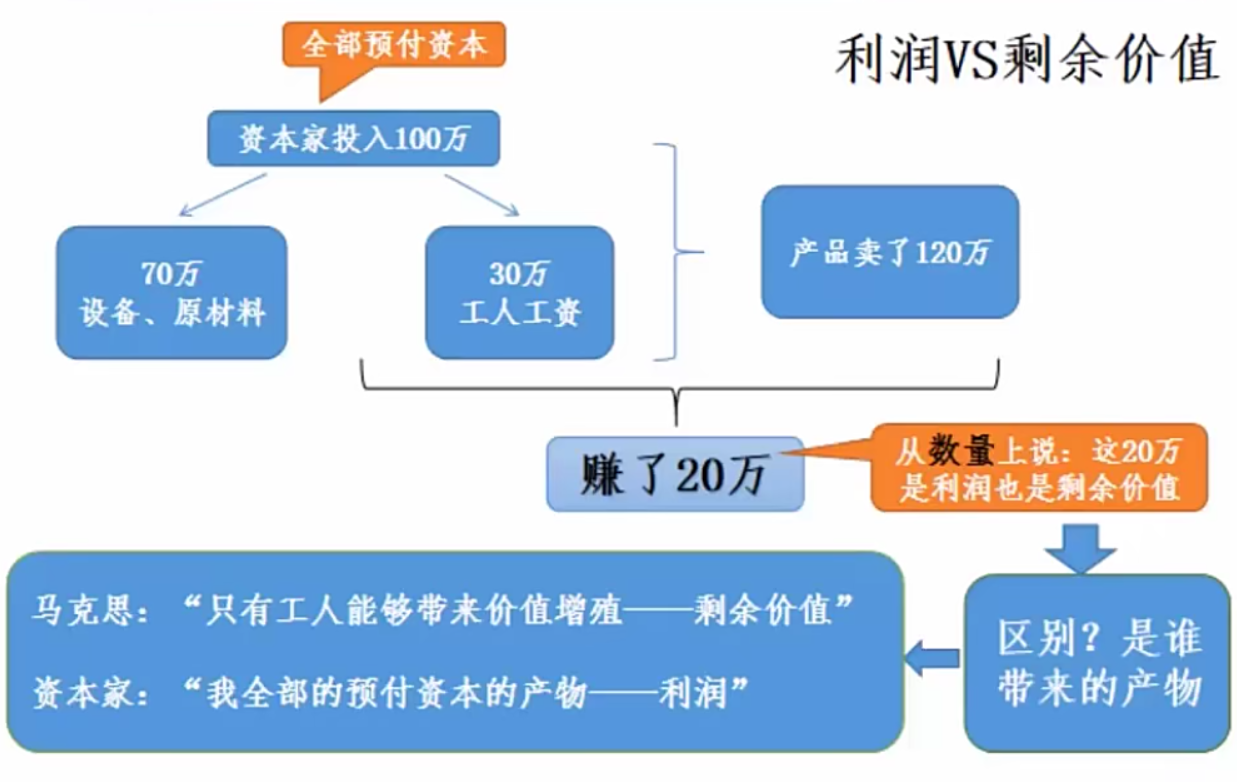 利润VS剩余价值
全部预付资本
资本家投入100万
70万
设备、原材料
30万
工人工资
产品卖了120万
赚了20万
从数量上说：这20万
是利润也是剩余价值
区别？是谁
带来的产物
马克思：“只有工人能够带来价值增殖——剩余价值”
资本家：“我全部的预付资本的产物——利润”